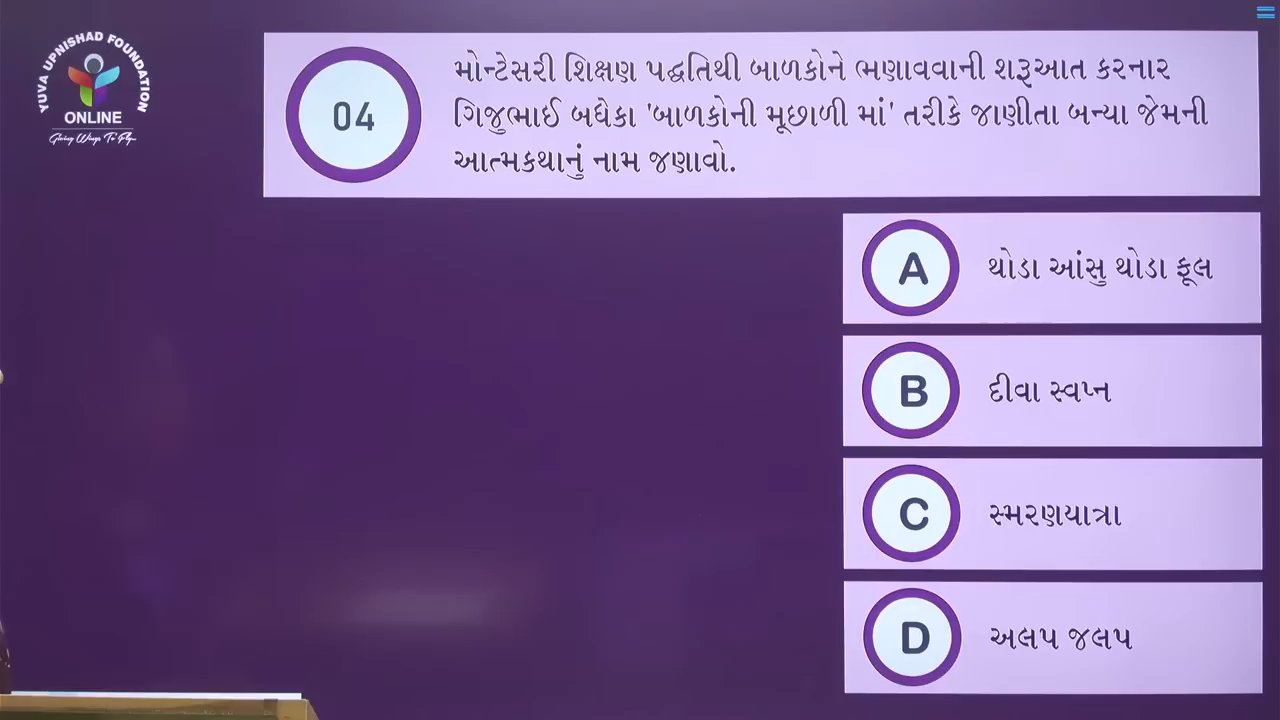 YUVA UPNISHAD FOUNDATION
ONLINE
Giving Wings To Fly
04
મોન્ટેસરી શિક્ષણ પદ્ધતિથી બાળકોને ભણાવવાની શરૂઆત કરનાર
ગિજુભાઈ બધેકા 'બાળકોની મૂછાળી માં' તરીકે જાણીતા બન્યા જેમની
આત્મકથાનું નામ જણાવો.
A થોડા આંસુ થોડા ફૂલ
B દીવા સ્વપ્ન
C સ્મરણયાત્રા
D અલપ જલપ